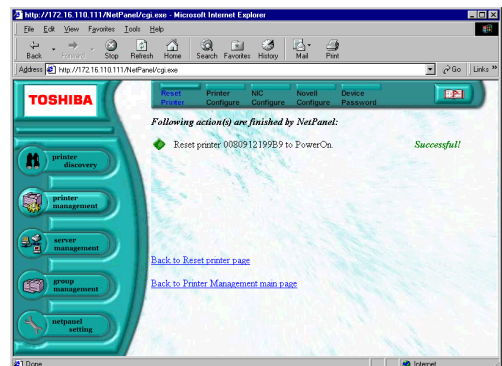 http://172.16.110.111/NetPanel/cgi.exe - Microsoft Internet Explorer
File Edit View Favorites Tools Help
Back Forward Stop Refresh Home Search Favorites History Mail Print
Address http://172.16.110.111/NetPanel/cgi.exe Go Links »
TOSHIBA
Reset Printer
Printer Configure
NIC Configure
Novell Configure
Device Password
Following action(s) are finished by NetPanel:
Reset printer 0080912199B9 to PowerOn. Successful!
printer discovery
printer management
server management
group management
netpanel setting
Back to Reset printer page
Back to Printer Management main page
Done Internet